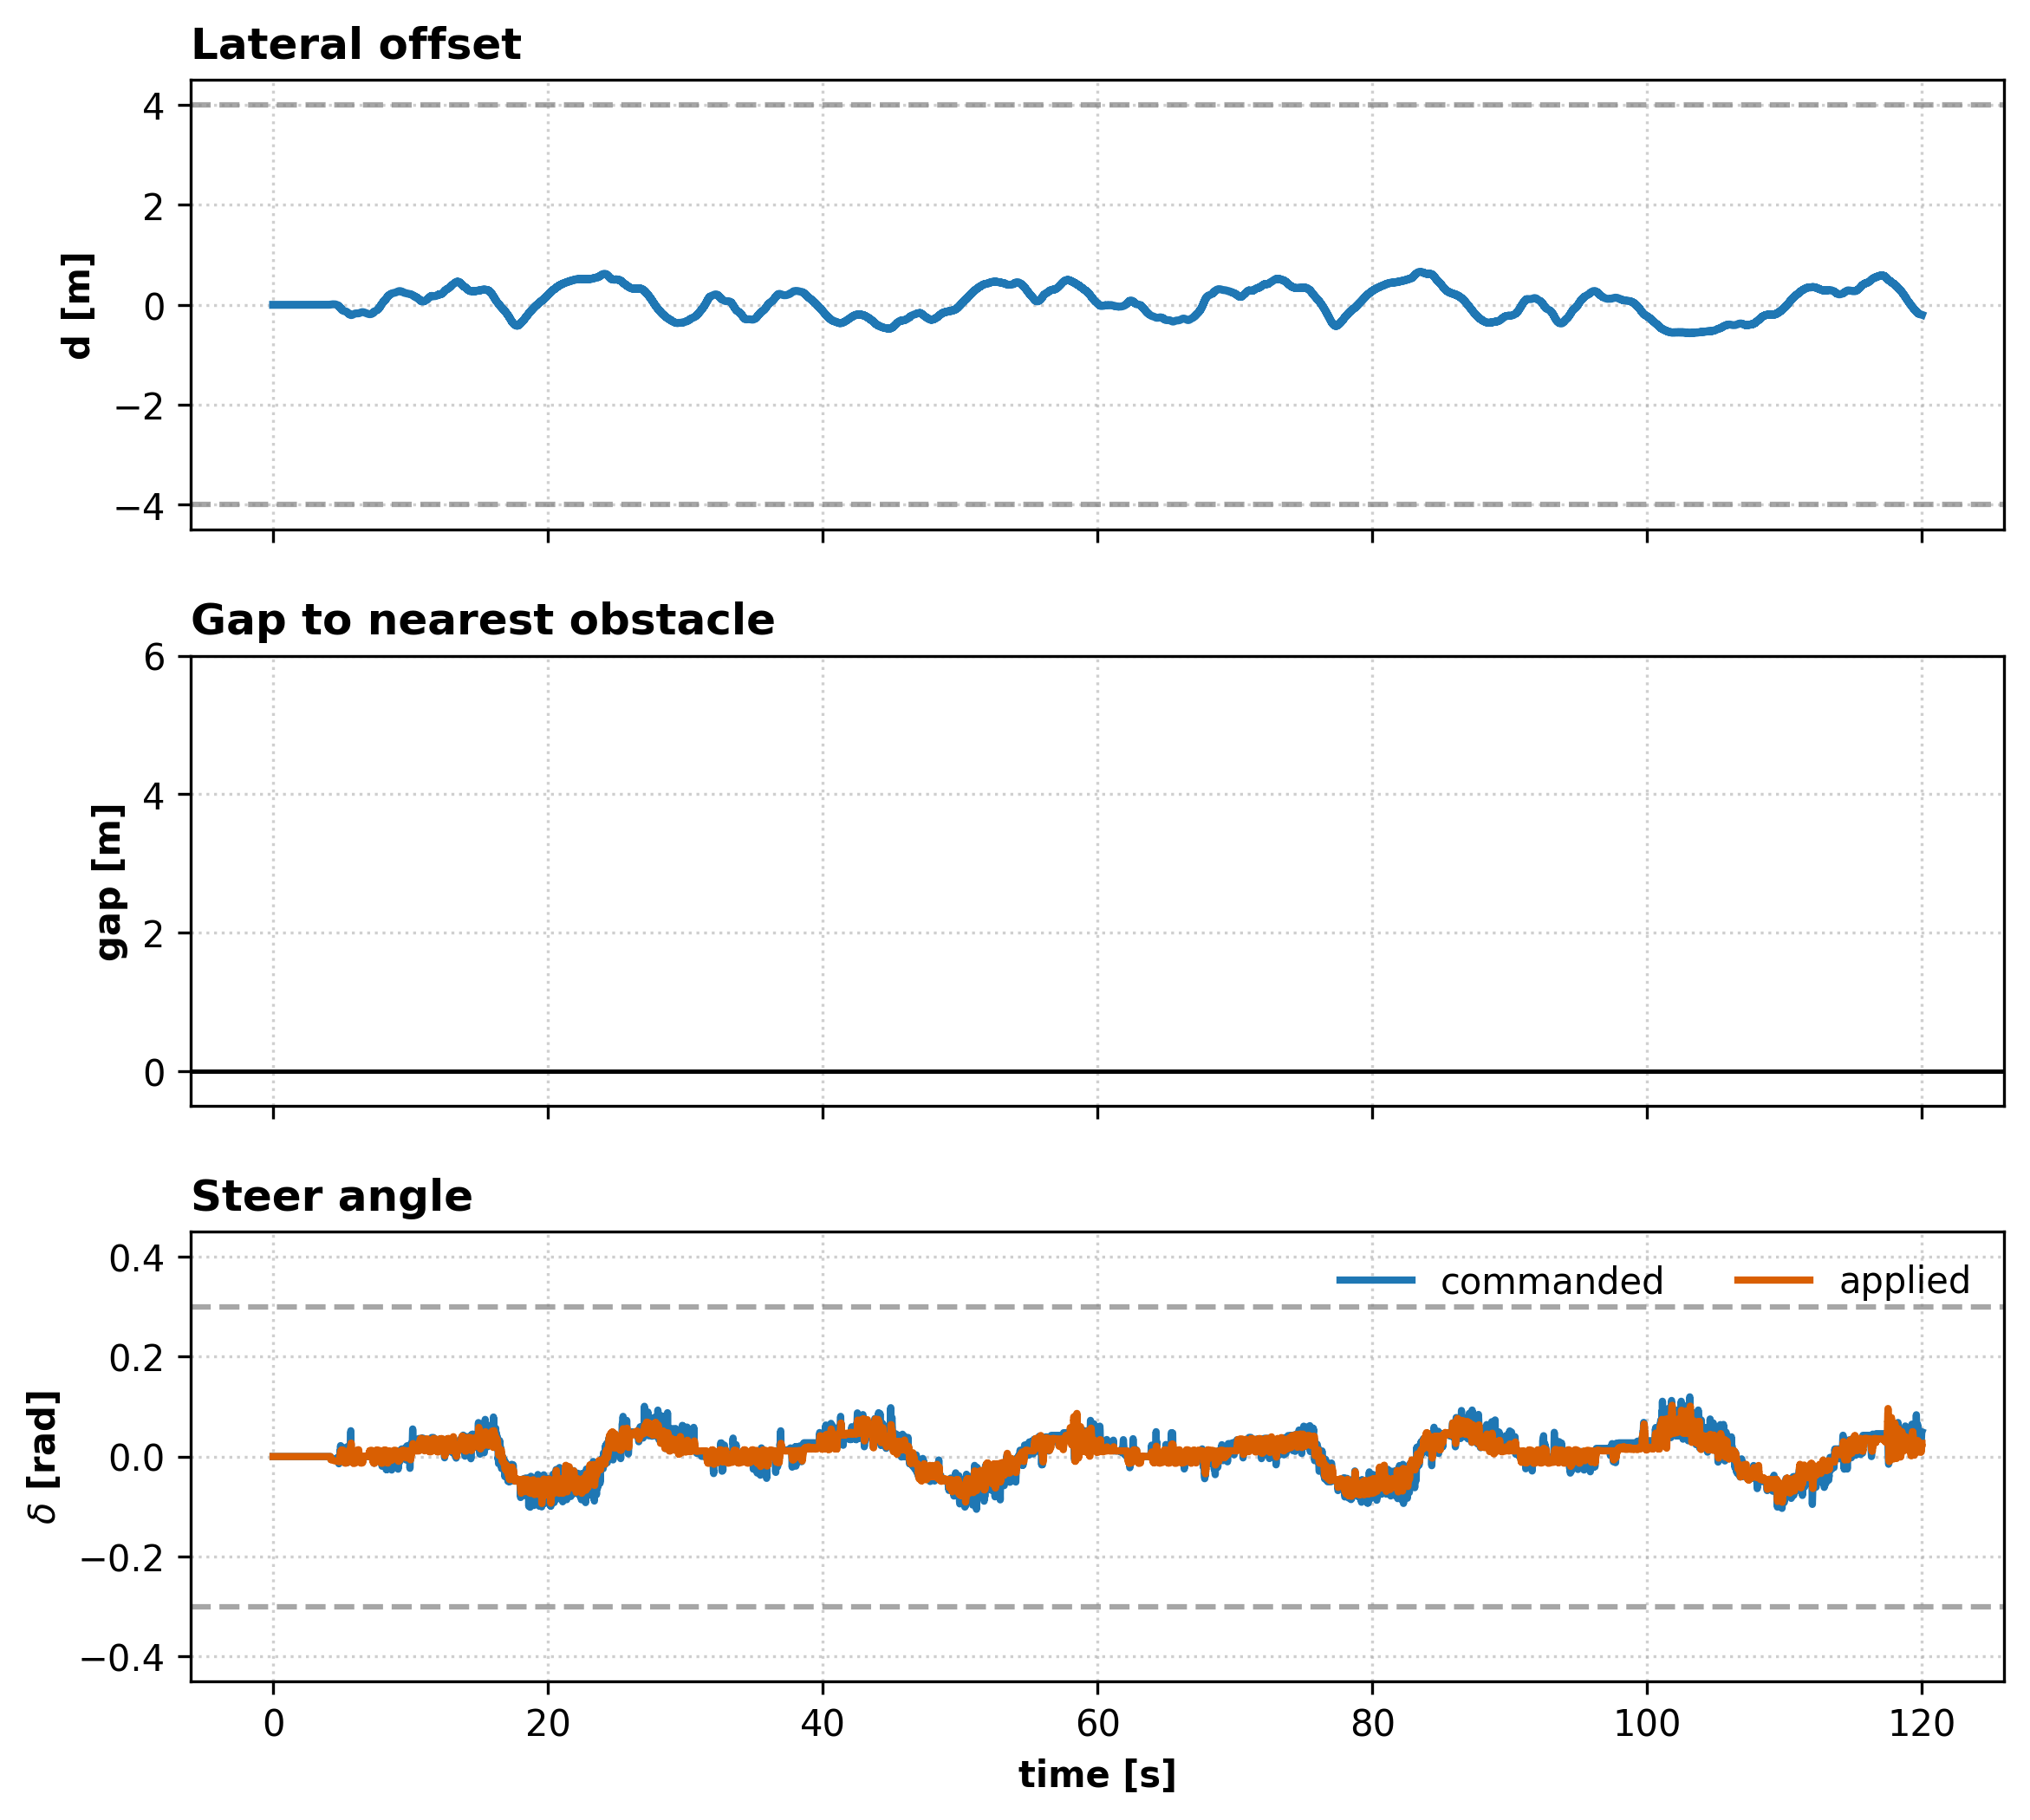 Lateral offset
4
2
0
−2
−4
d [m]
Gap to nearest obstacle
6
4
2
0
gap [m]
Steer angle
commanded applied
0.4
0.2
0.0
−0.2
−0.4
δ [rad]
0 20 40 60 80 100 120
time [s]